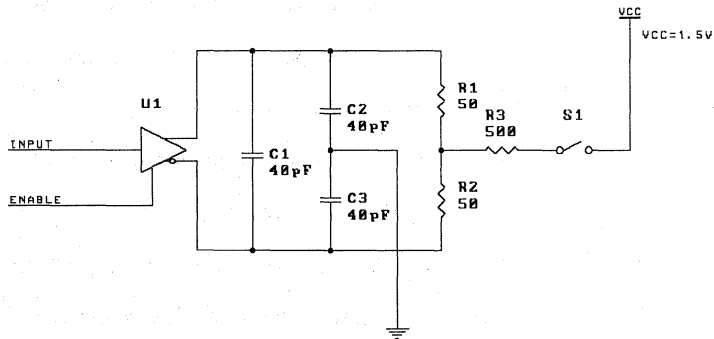 VCC
VCC=1.5V
U1
R1
50
R3
500
S1
C2
40pF
INPUT
C1
40pF
R2
50
C3
40pF
ENABLE